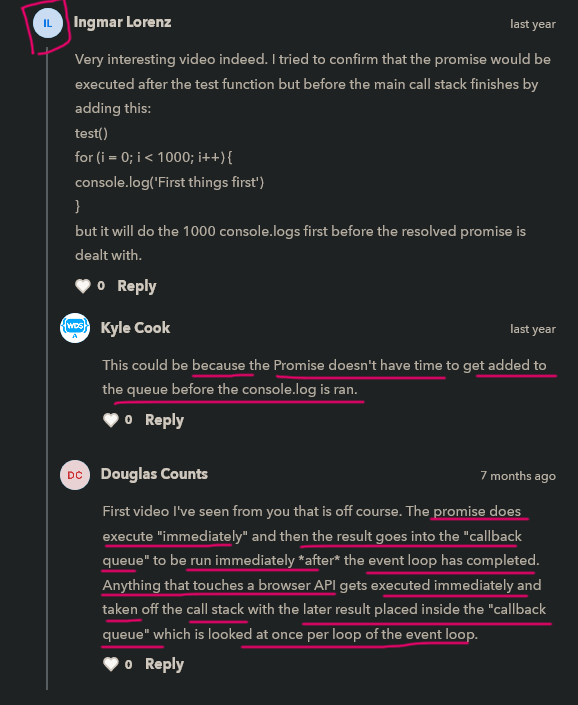 IL
Ingmar Lorenz
last year
Very interesting video indeed. I tried to confirm that the promise would be
executed after the test function but before the main call stack finishes by
adding this:
test()
for (i = 0; i < 1000; i++) {
console.log('First things first')
}
but it will do the 1000 console.logs first before the resolved promise is
dealt with.
0 Reply
WDS
Kyle Cook
last year
This could be because the Promise doesn't have time to get added to
the queue before the console.log is ran.
0 Reply
DC
Douglas Counts
7 months ago
First video I've seen from you that is off course. The promise does
execute "immediately" and then the result goes into the "callback
queue" to be run immediately *after* the event loop has completed.
Anything that touches a browser API gets executed immediately and
taken off the call stack with the later result placed inside the "callback
queue" which is looked at once per loop of the event loop.
0 Reply